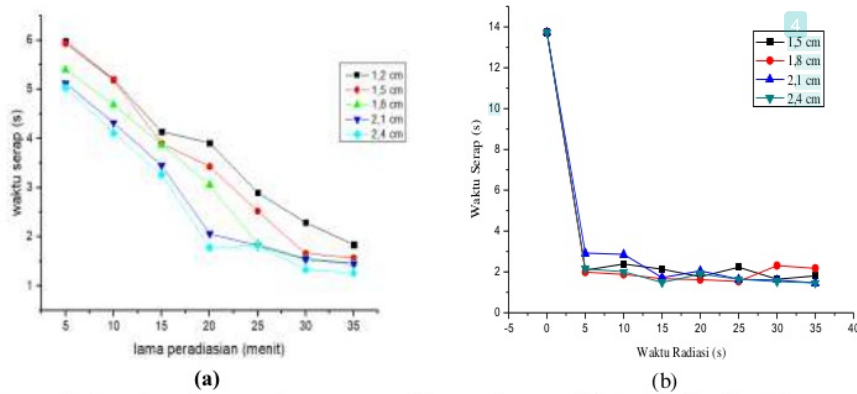 waktu serap (s)
6
5
4
3
2
1
5 10 15 20 25 30 35
lama peradiasian (menit)
1,2 cm
1,5 cm
1,8 cm
2,1 cm
2,4 cm
(a)
4
Waktu Serap (s)
14
12
10
8
6
4
2
0
-5 0 5 10 15 20 25 30 35 40
Waktu Radiasi (s)
1,5 cm
1,8 cm
2,1 cm
2,4 cm
(b)